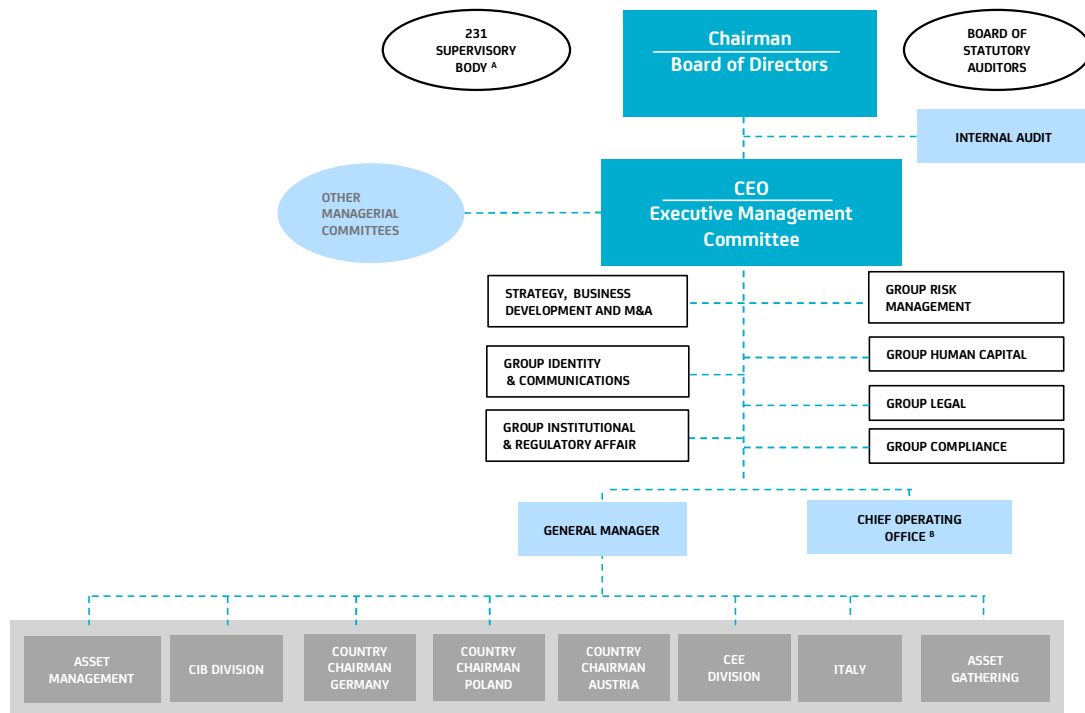 231
SUPERVISORY
BODY A
Chairman
Board of Directors
BOARD OF
STATUTORY
AUDITORS
INTERNAL AUDIT
OTHER
MANAGERIAL
COMMITTEES
CEO
Executive Management
Committee
STRATEGY, BUSINESS
DEVELOPMENT AND M&A
GROUP RISK
MANAGEMENT
GROUP IDENTITY
& COMMUNICATIONS
GROUP HUMAN CAPITAL
GROUP INSTITUTIONAL
& REGULATORY AFFAIR
GROUP LEGAL
GROUP COMPLIANCE
GENERAL MANAGER
CHIEF OPERATING
OFFICE B
ASSET
MANAGEMENT
CIB DIVISION
COUNTRY
CHAIRMAN
GERMANY
COUNTRY
CHAIRMAN
POLAND
COUNTRY
CHAIRMAN
AUSTRIA
CEE
DIVISION
ITALY
ASSET
GATHERING